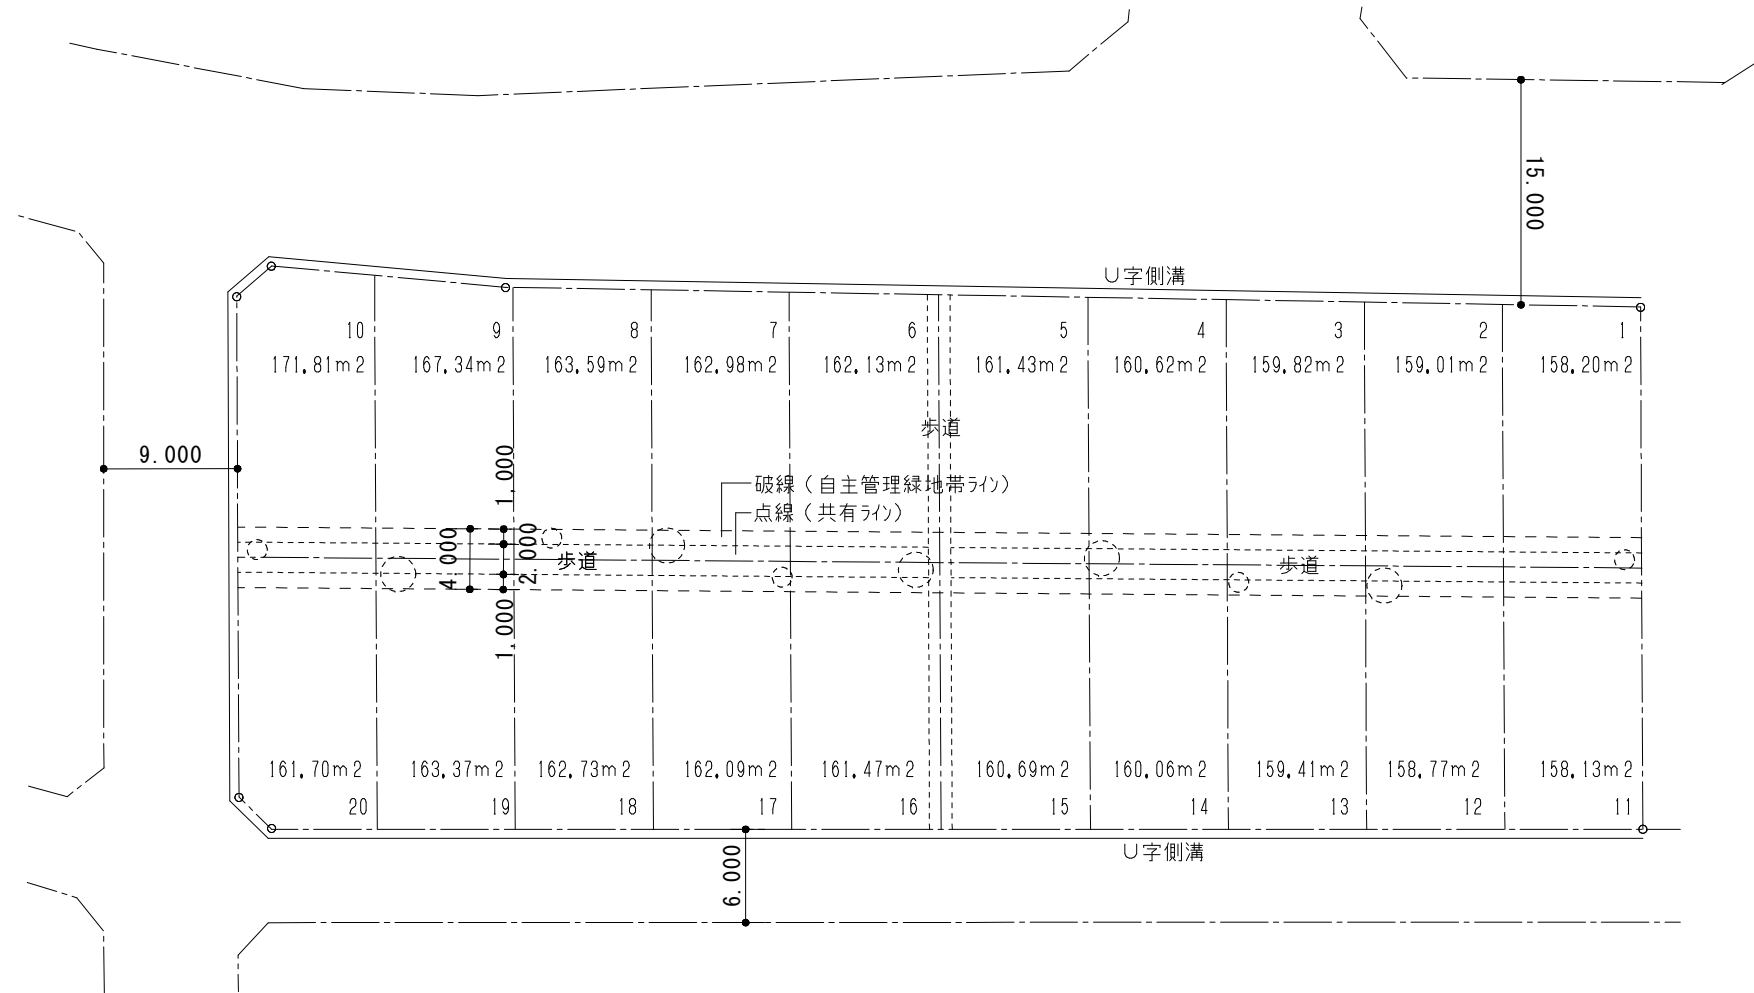 15.000
U字側溝
10
9
8
7
6
5
4
3
2
1
171.81m2
167.34m2
163.59m2
162.98m2
162.13m2
161.43m2
160.62m2
159.82m2
159.01m2
158.20m2
歩道
9.000
1.000
破線(自主管理緑地帯ライン)
点線(共有ライン)
4.000
2.000
歩道
歩道
1.000
161.70m2
163.37m2
162.73m2
162.09m2
161.47m2
160.69m2
160.06m2
159.41m2
158.77m2
158.13m2
20
19
18
17
16
15
14
13
12
11
U字側溝
6.000